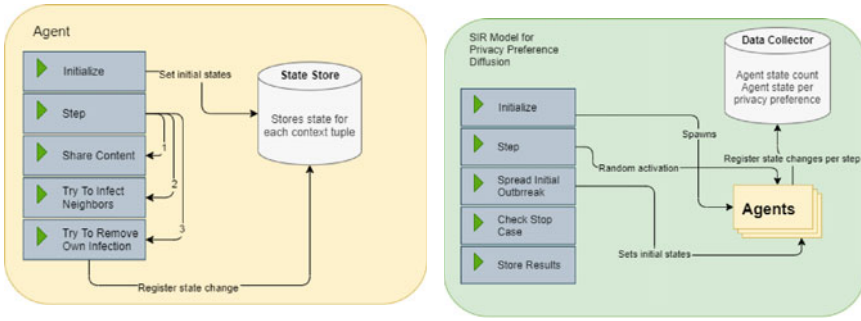 Agent
Initialize
Step
Share Content
Try To Infect
Neighbors
Try To Remove
Own Infection
Set initial states
State Store
Stores state for
each context tuple
1
2
3
Register state change
SIR Model for
Privacy Preference
Diffusion
Initialize
Step
Spread Initial
Outbrreak
Check Stop
Case
Store Results
Data Collector
Agent state count
Agent state per
privacy preference
Spawns
Random activation
Register state changes per step
Agents
Sets initial states